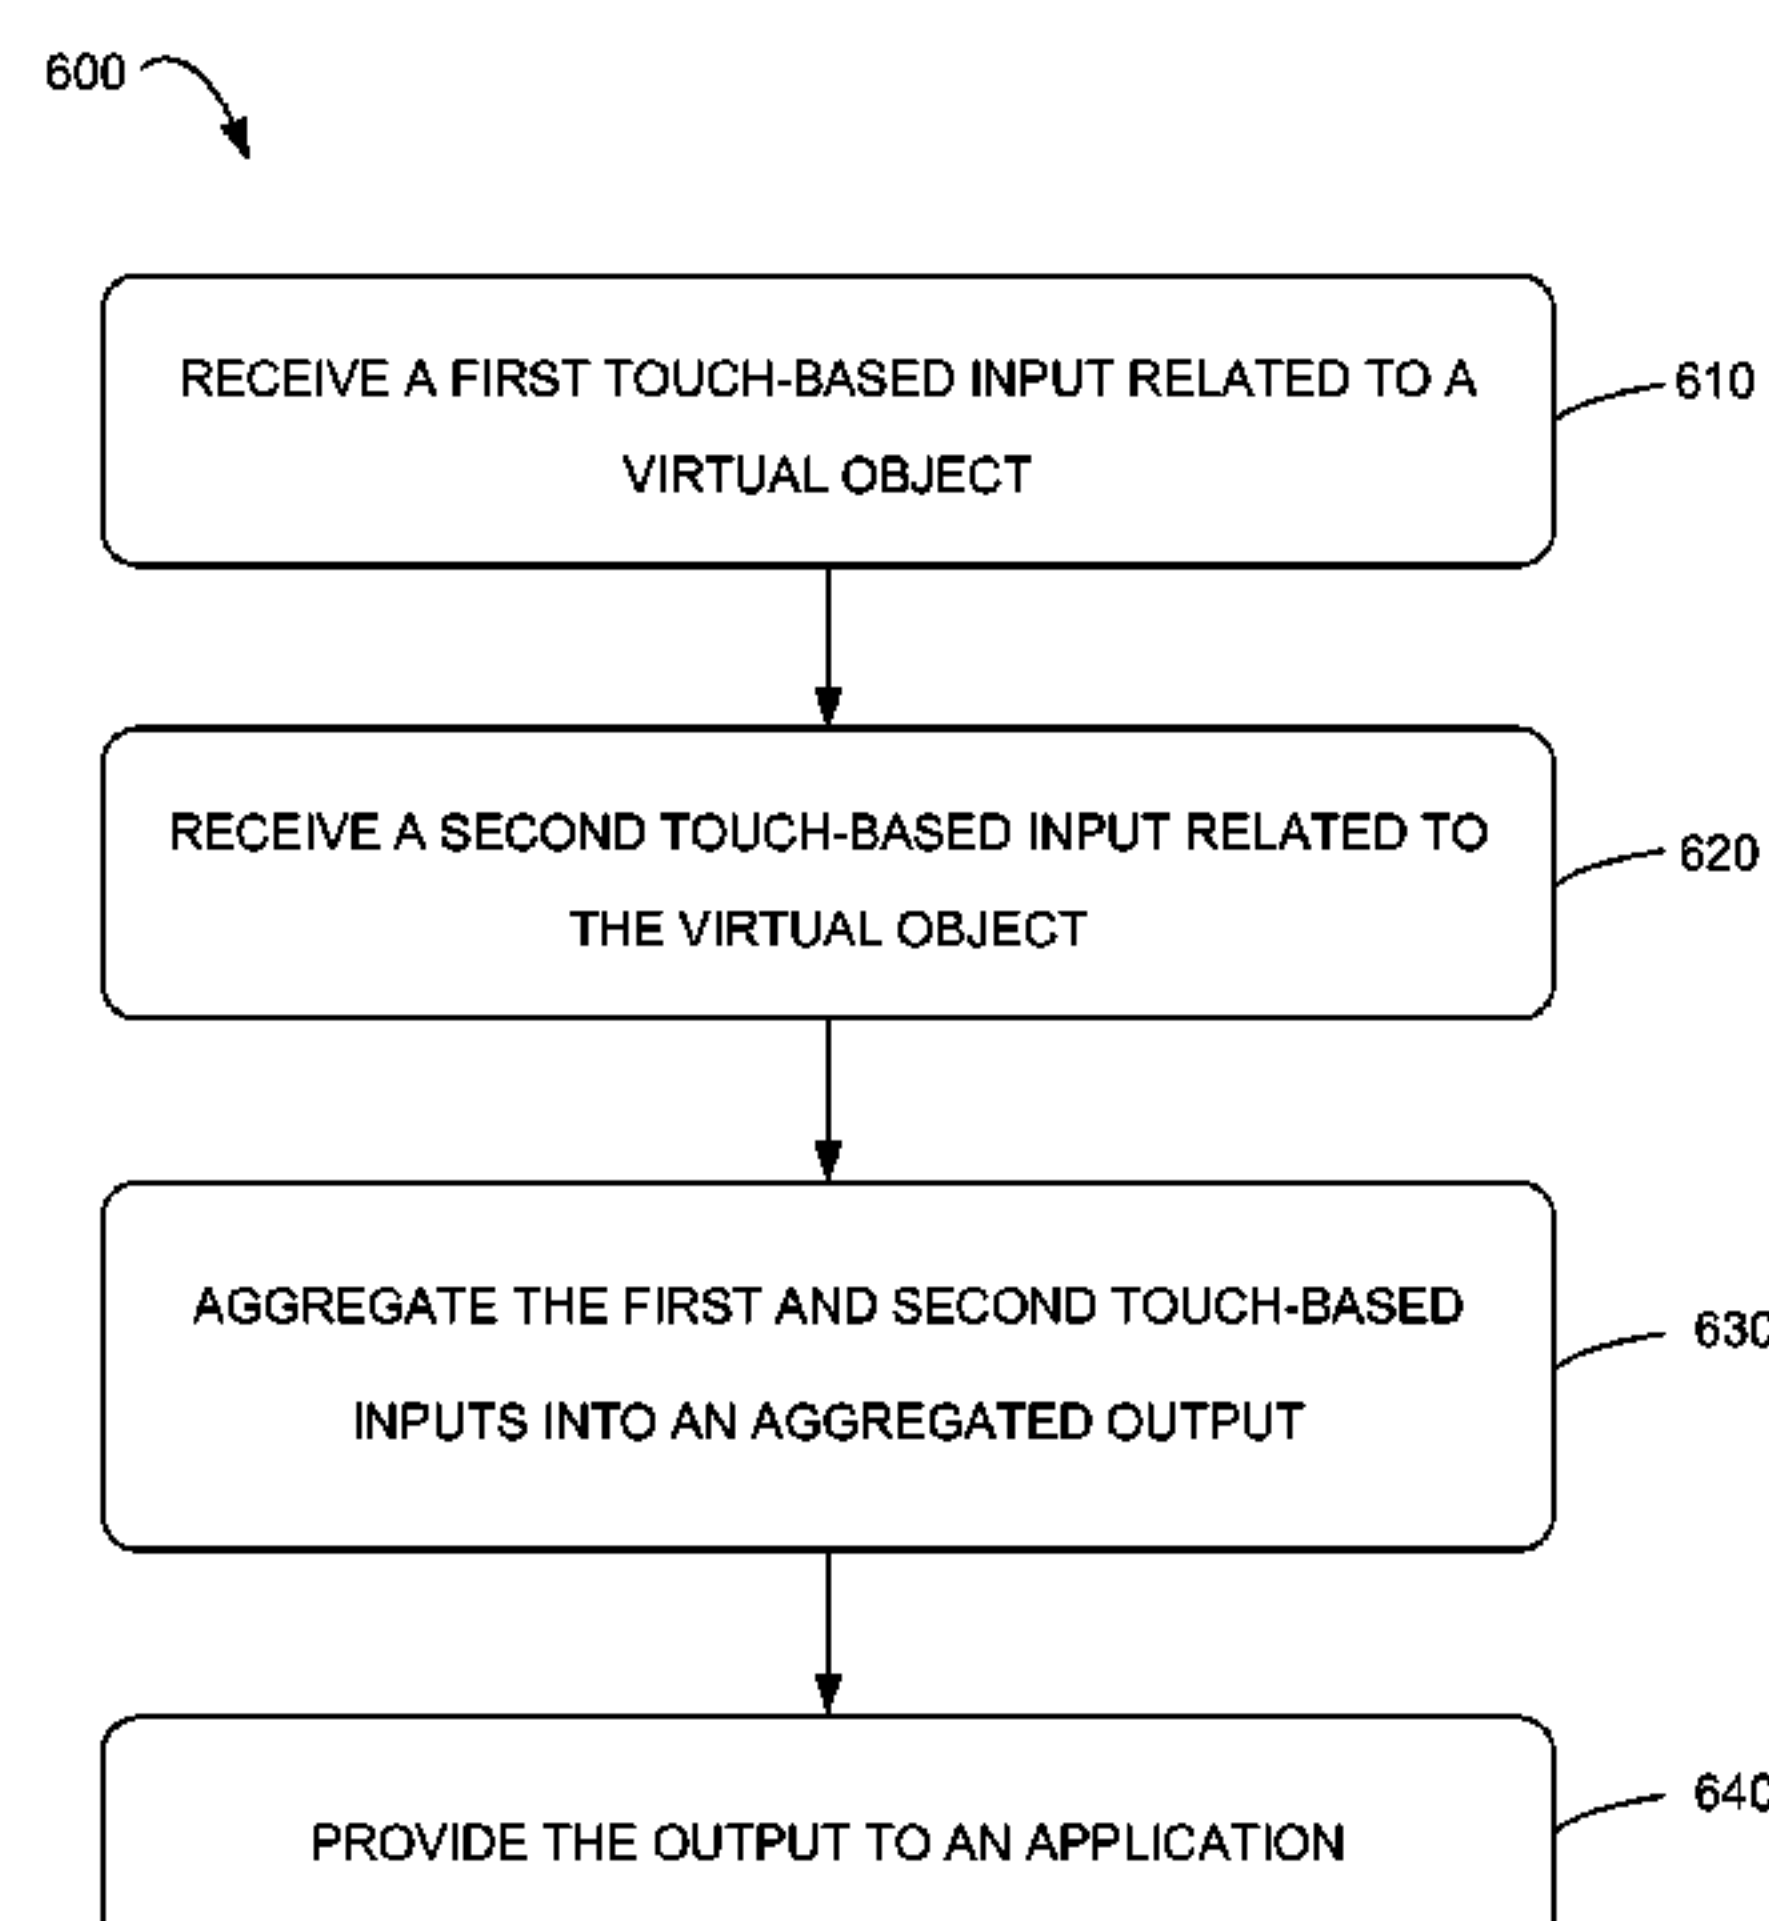 600
RECEIVE A FIRST TOUCH-BASED INPUT RELATED TO A
VIRTUAL OBJECT
610
RECEIVE A SECOND TOUCH-BASED INPUT RELATED TO
THE VIRTUAL OBJECT
620
AGGREGATE THE FIRST AND SECOND TOUCH-BASED
INPUTS INTO AN AGGREGATED OUTPUT
630
PROVIDE THE OUTPUT TO AN APPLICATION
640